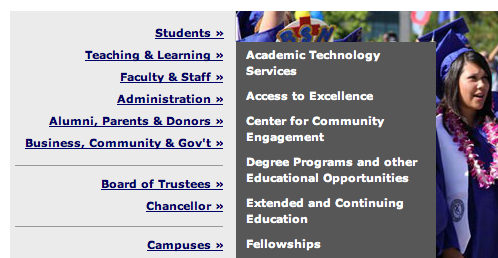 Students »
Teaching & Learning »
Faculty & Staff »
Administration »
Alumni, Parents & Donors »
Business, Community & Gov't »
Board of Trustees »
Chancellor »
Campuses »
BSN
Academic Technology
Services
Access to Excellence
Center for Community
Engagement
Degree Programs and other
Educational Opportunities
Extended and Continuing
Education
Fellowships